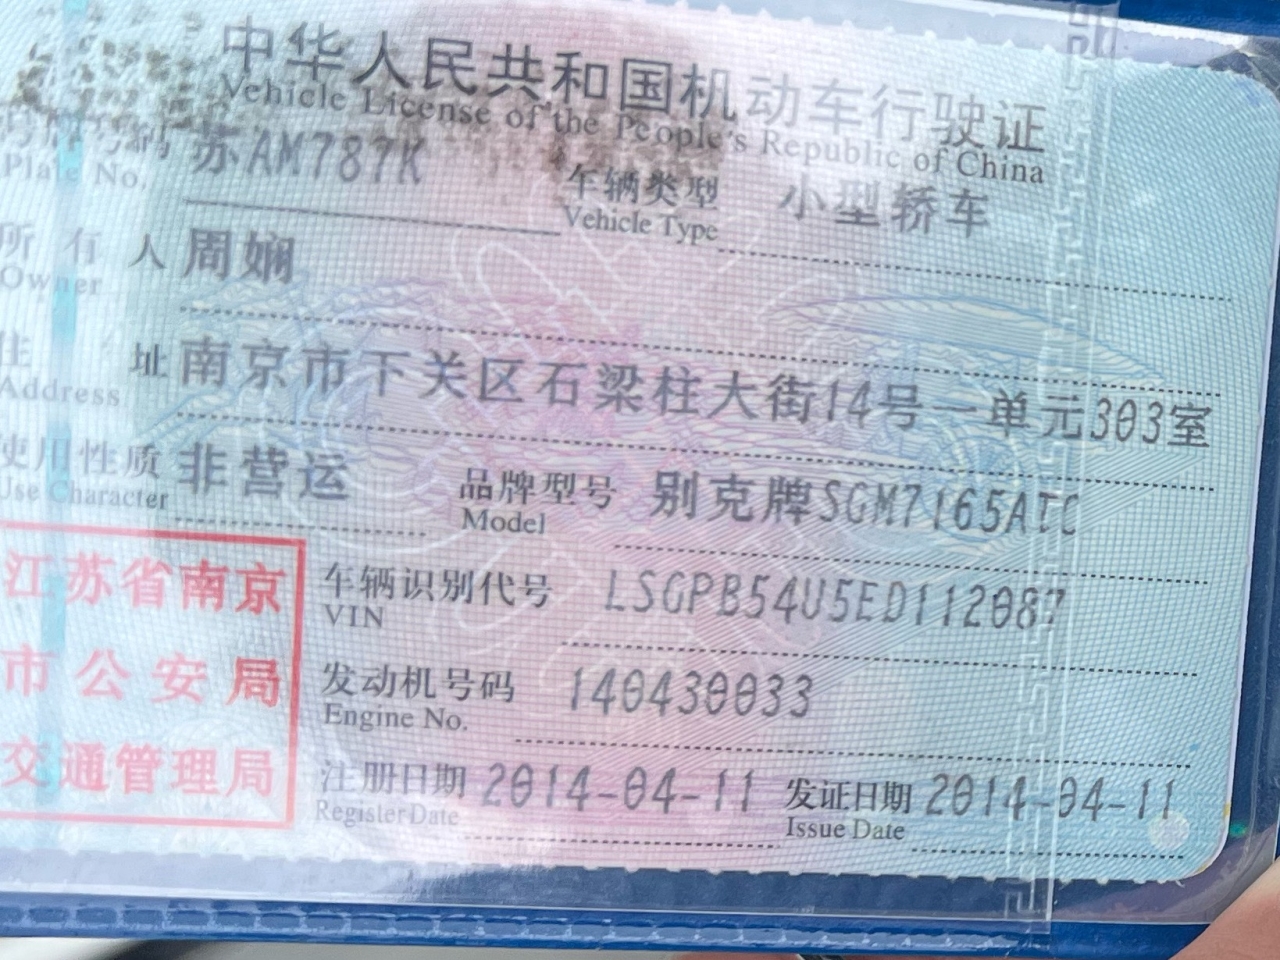 中华人民共和国机动车行驶证
Vehicle License of the People's Republic of China
号牌号码 苏AM787K 车辆类型 小型轿车
Plate No. Vehicle Type
所有人 周娴
Owner
住址 南京市下关区石梁柱大街14号一单元303室
Address
使用性质 非营运 品牌型号 别克牌SGM7165ATC
Use Character Model
江苏省南京
市公安局
交通管理局
车辆识别代号 LSGPB54U5ED112087
VIN
发动机号码 140430033
Engine No.
注册日期 2014-04-11 发证日期 2014-04-11
Register Date Issue Date